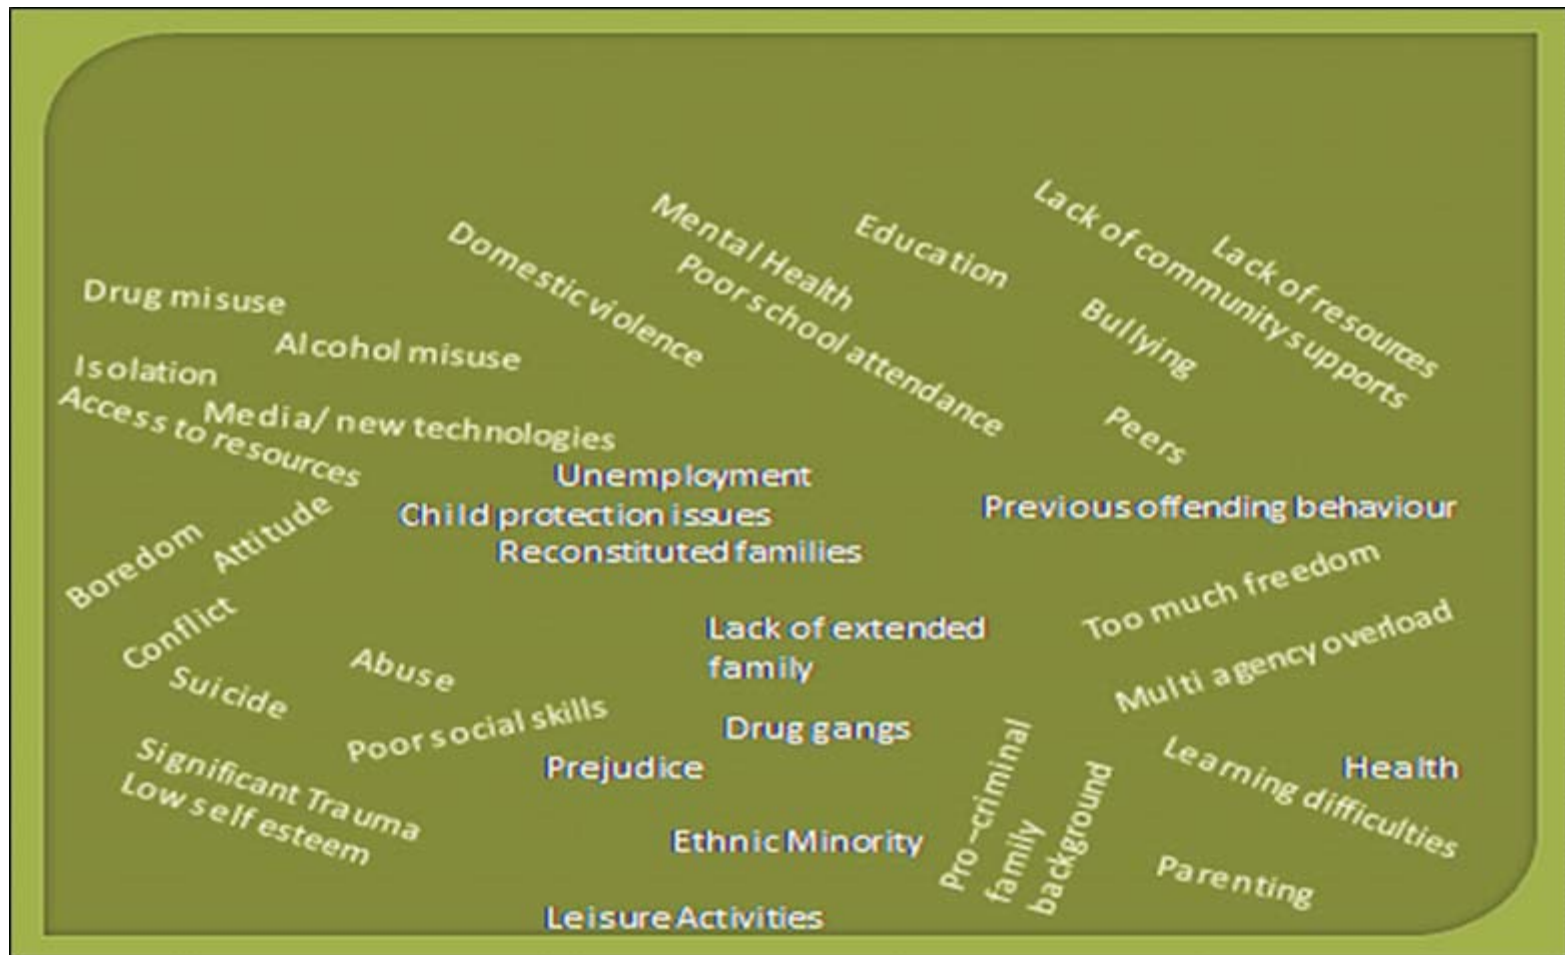 Lack of community supports
Lack of resources
Mental Health
Education
Domestic violence
Poor school attendance
Drug misuse
Bullying
Alcohol misuse
Isolation
Access to resources
Media/ new technologies
Peers
Unemployment
Child protection issues
Previous offending behaviour
Reconstituted families
Attitude
Boredom
Too much freedom
Conflict
Multi agency overload
Lack of extended
family
Abuse
Suicide
Poor social skills
Drug gangs
Prejudice
Pro –criminal
family
background
Learning difficulties
Health
Significant Trauma
Low self esteem
Ethnic Minority
Parenting
Leisure Activities